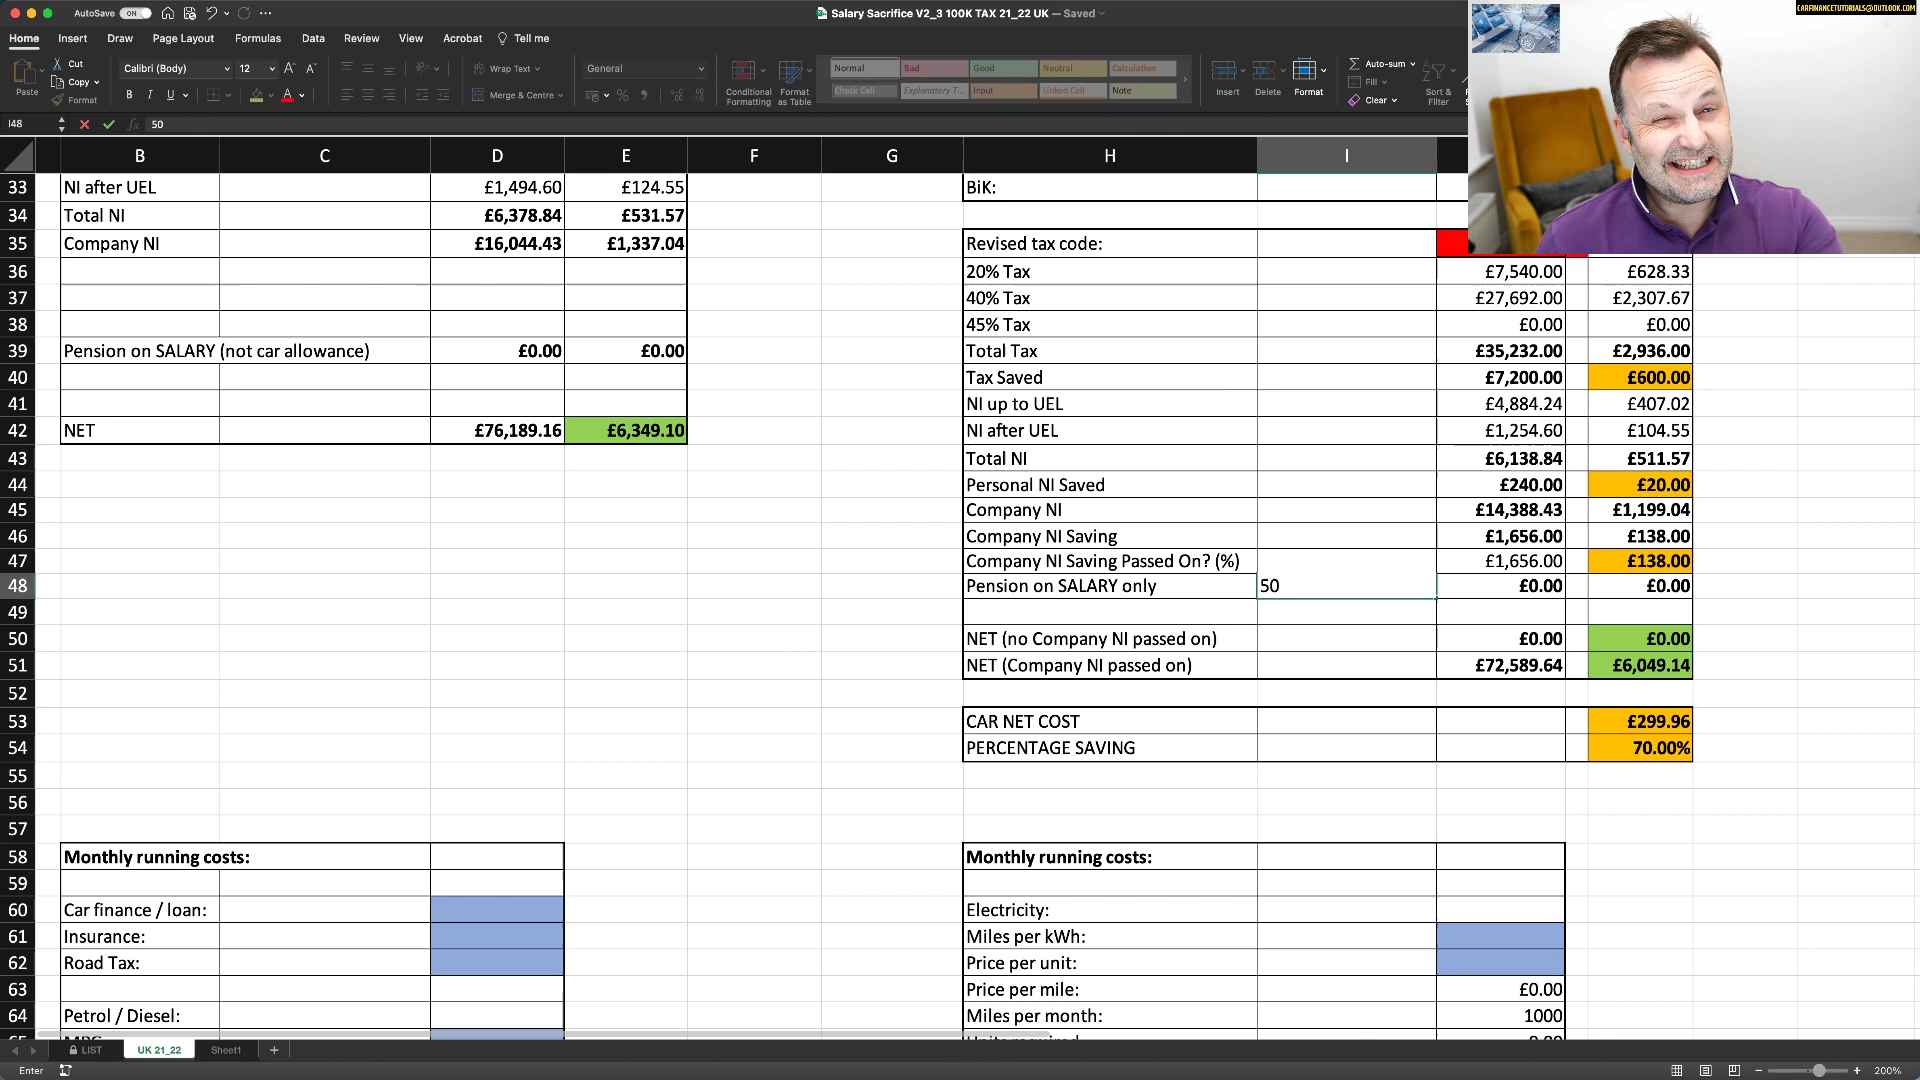 AutoSave ON
Salary Sacrifice V2_3 100K TAX 21_22 UK — Saved
CARFINANCETUTORIALS@OUTLOOK.COM
Home Insert Draw Page Layout Formulas Data Review View Acrobat Tell me
Paste Cut Copy Format
Calibri (Body) 12
B I U A
Wrap Text
Merge & Centre
General
Conditional Formatting
Format as Table
Normal Bad Good Neutral Calculation
Check Cell Explanatory T... Input Linked Cell Note
Insert Delete Format
Auto-sum
Fill
Clear
Sort & Filter
I48 fx 50
B C D E F G H I
33 NI after UEL £1,494.60 £124.55 BiK:
34 Total NI £6,378.84 £531.57
35 Company NI £16,044.43 £1,337.04 Revised tax code:
36 20% Tax £7,540.00 £628.33
37 40% Tax £27,692.00 £2,307.67
38 45% Tax £0.00 £0.00
39 Pension on SALARY (not car allowance) £0.00 £0.00 Total Tax £35,232.00 £2,936.00
40 Tax Saved £7,200.00 £600.00
41 NI up to UEL £4,884.24 £407.02
42 NET £76,189.16 £6,349.10 NI after UEL £1,254.60 £104.55
43 Total NI £6,138.84 £511.57
44 Personal NI Saved £240.00 £20.00
45 Company NI £14,388.43 £1,199.04
46 Company NI Saving £1,656.00 £138.00
47 Company NI Saving Passed On? (%) £1,656.00 £138.00
48 Pension on SALARY only 50 £0.00 £0.00
49
50 NET (no Company NI passed on) £0.00 £0.00
51 NET (Company NI passed on) £72,589.64 £6,049.14
52
53 CAR NET COST £299.96
54 PERCENTAGE SAVING 70.00%
55
56
57
58 Monthly running costs: Monthly running costs:
59
60 Car finance / loan: Electricity:
61 Insurance: Miles per kWh:
62 Road Tax: Price per unit:
63 Price per mile: £0.00
64 Petrol / Diesel: Miles per month: 1000
LIST UK 21_22 Sheet1 +
Enter 200%